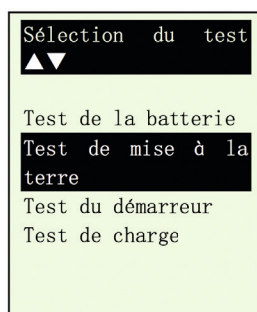 Sélection du test
▲▼
Test de la batterie
Test de mise à la
terre
Test du démarreur
Test de charge